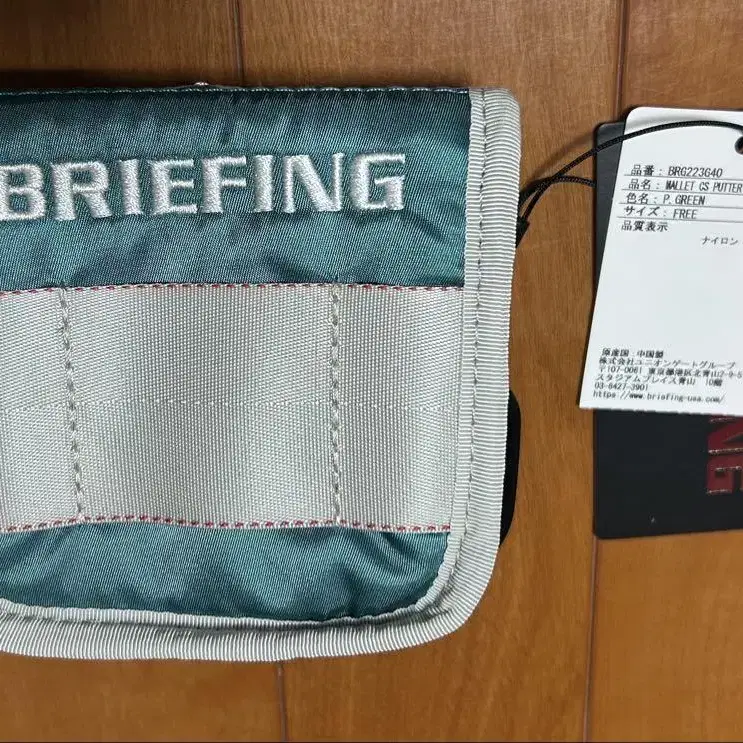 BRIEFING
品番:BRG223G40
品名:MALLET CS PUTTER
色名:P.GREEN
サイズ:FREE
品質表示
ナイロン
原産国:中国製
株式会社ユニオンゲートグループ
〒107-0061 東京都港区北青山2-9-5
スタジアムプレイス青山 10階
03-6427-3901
https://www.briefing-usa.com/
NG